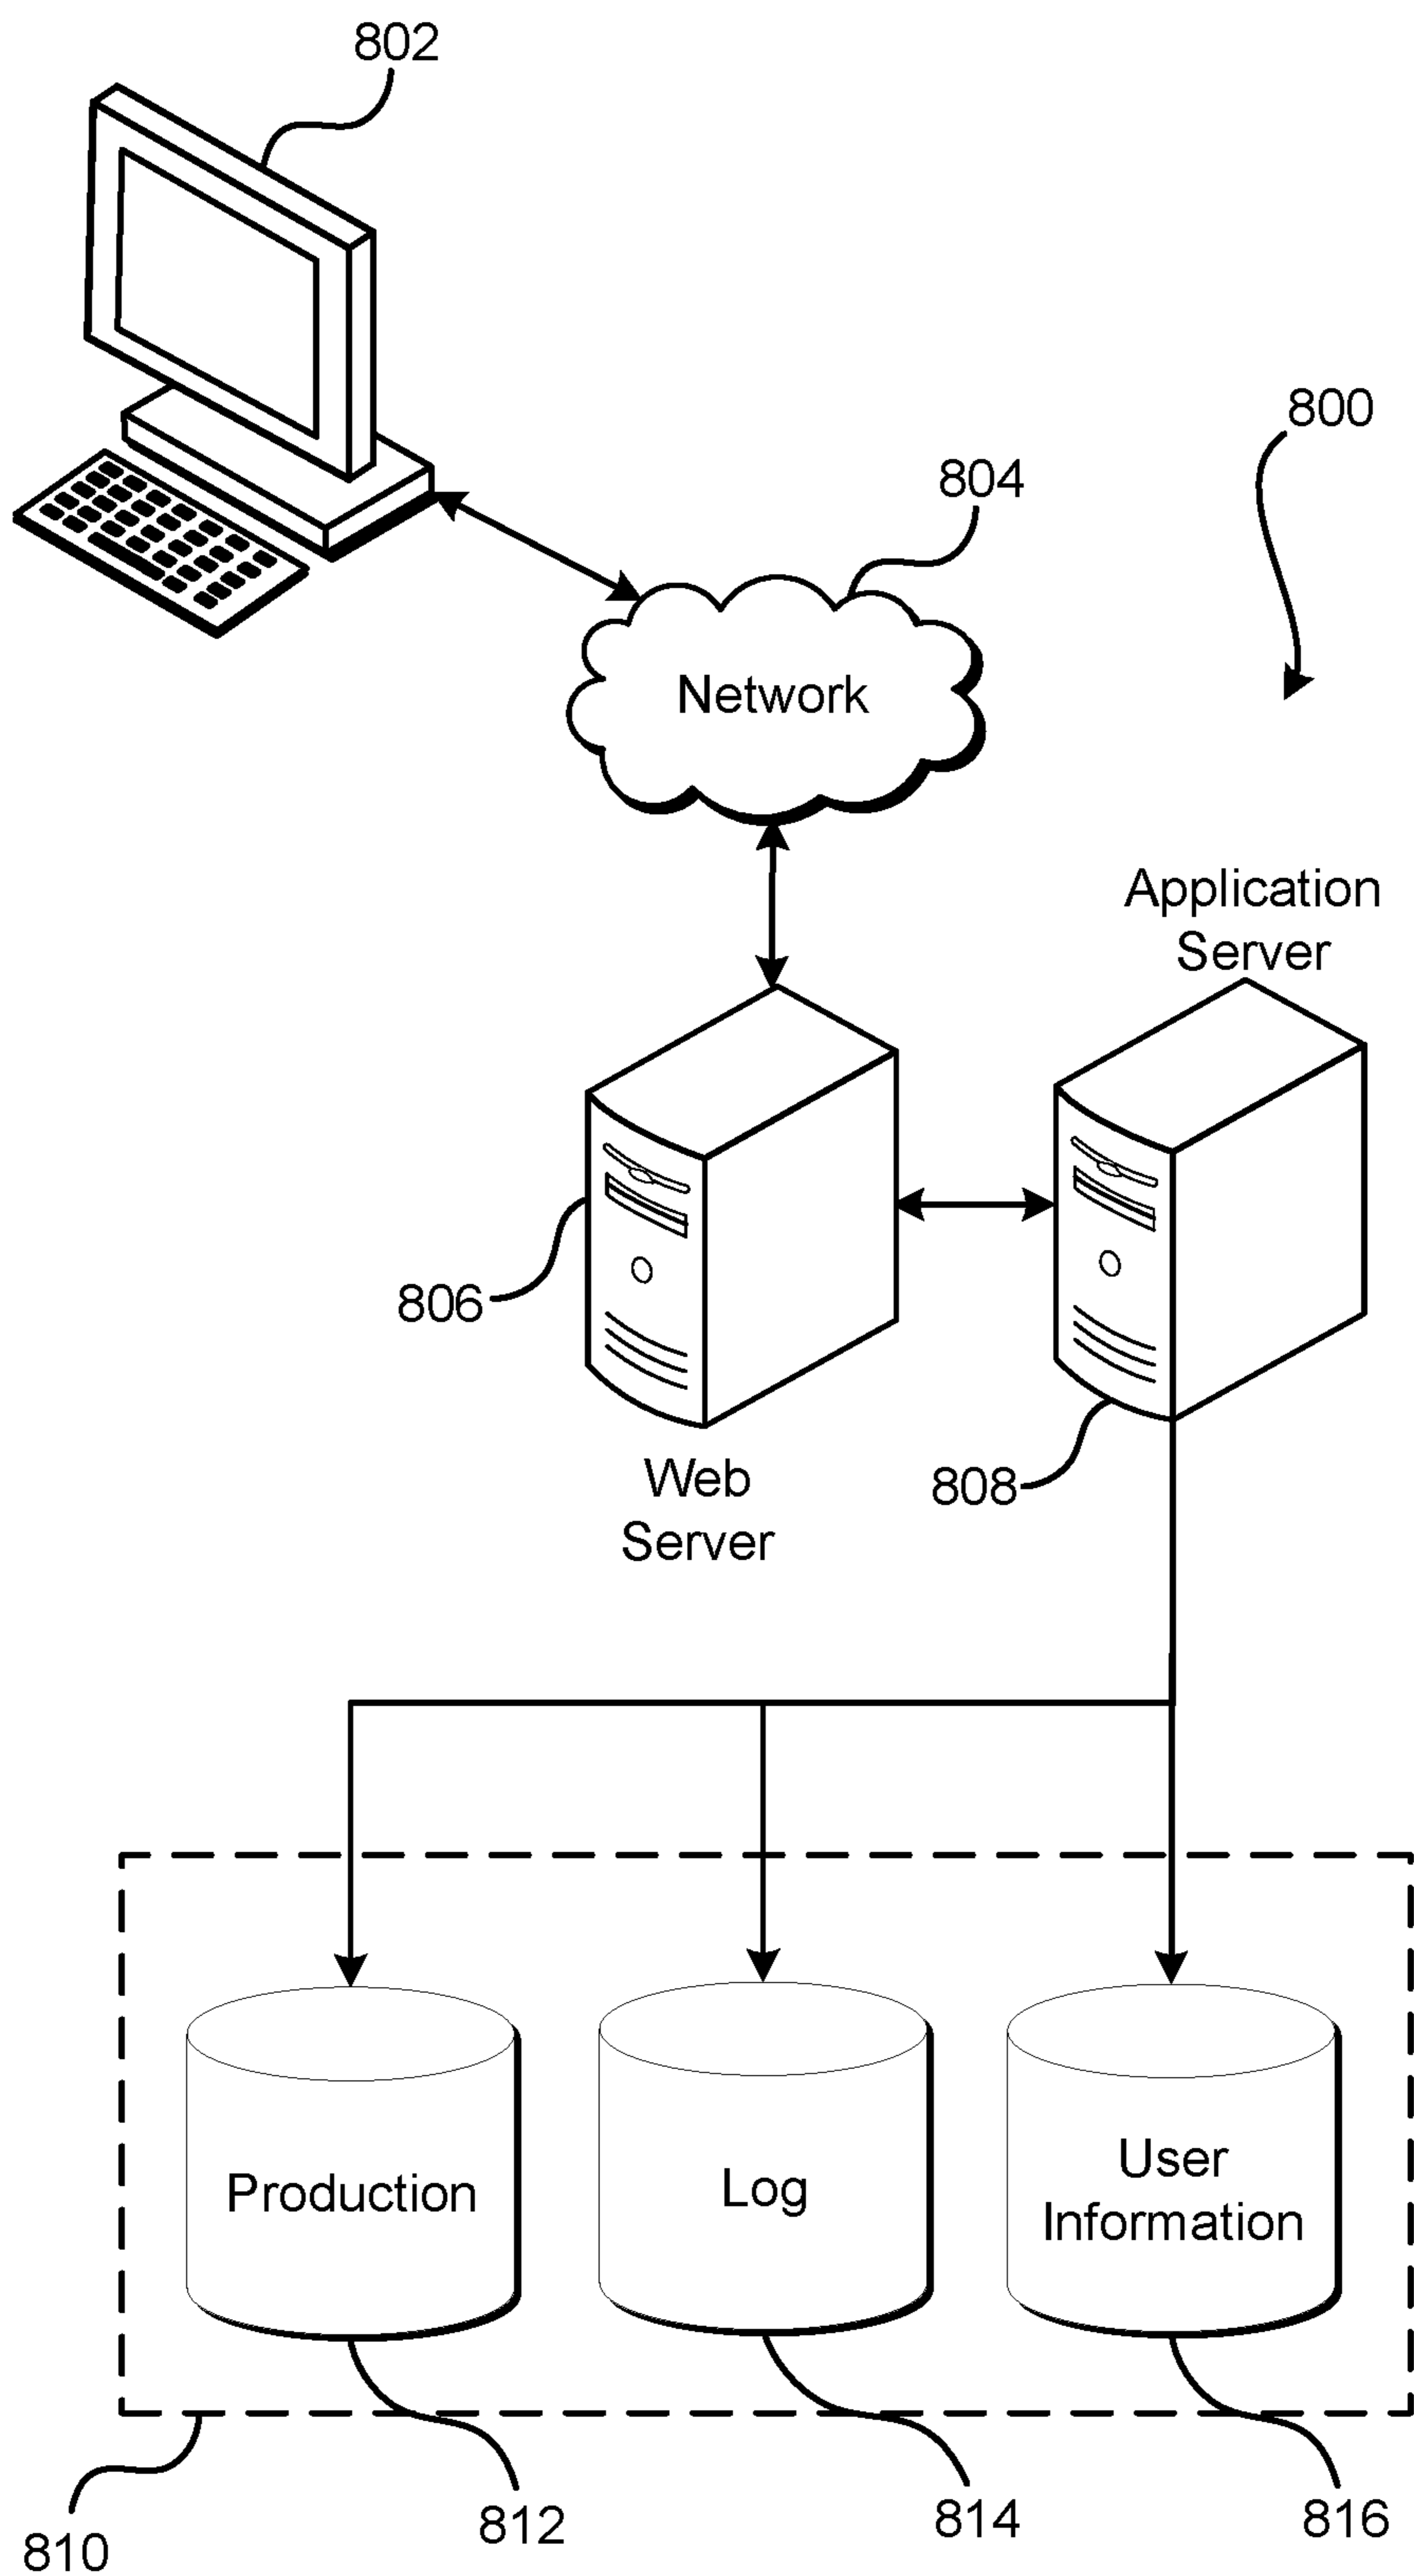 802
800
804
Network
Application
Server
806
Web
Server
808
Production
Log
User
Information
810
812
814
816